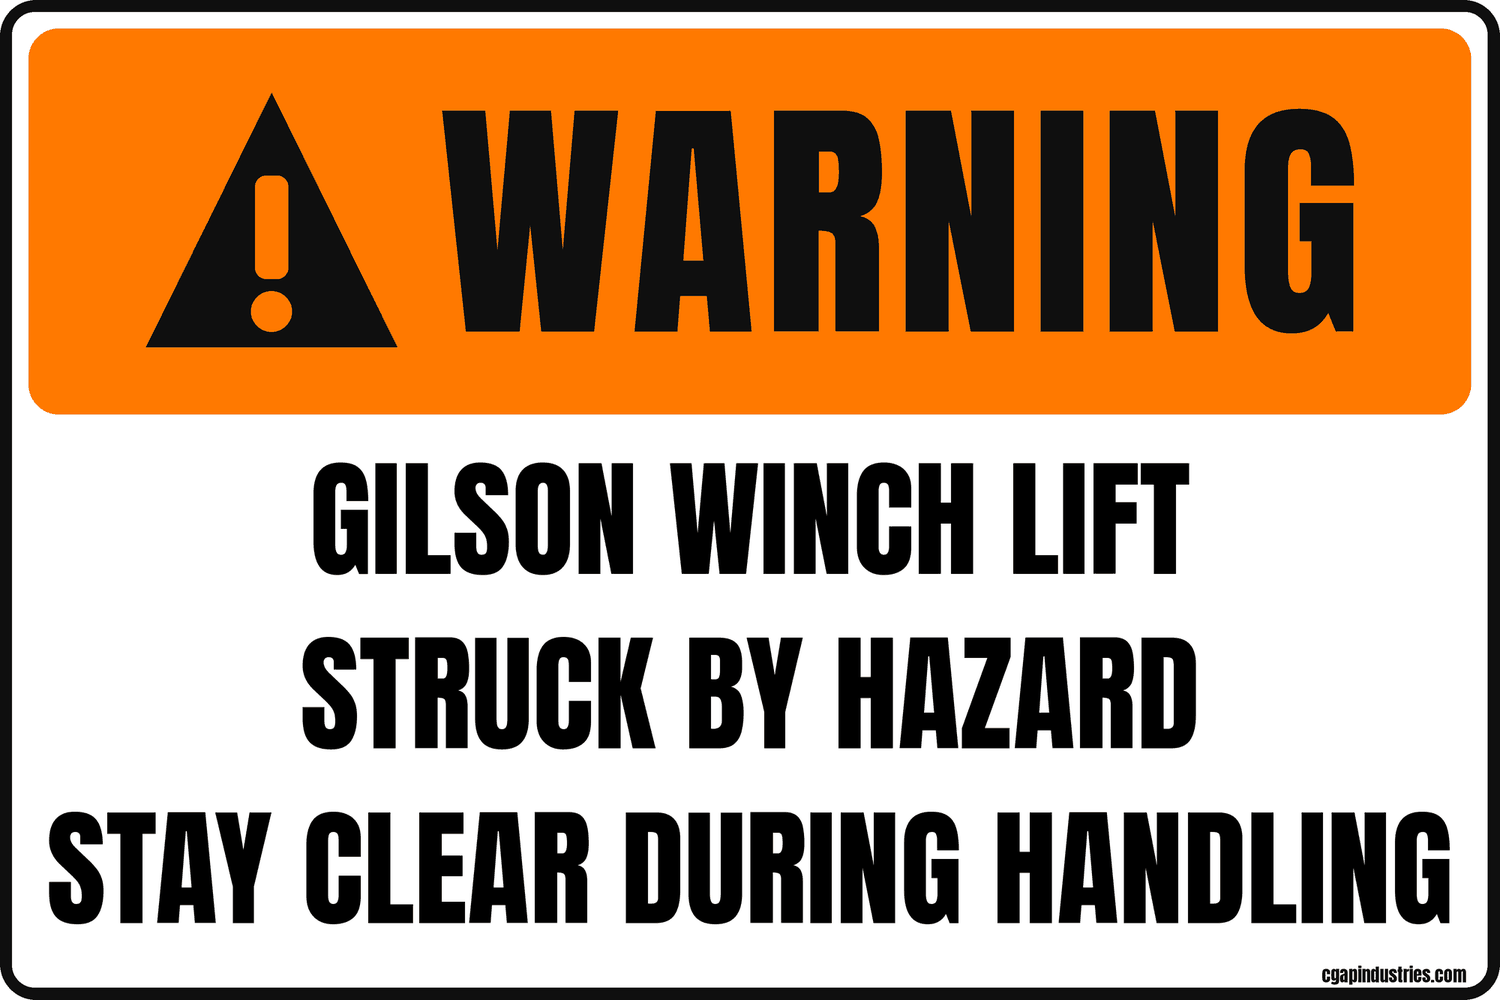 WARNING
GILSON WINCH LIFT
STRUCK BY HAZARD
STAY CLEAR DURING HANDLING
cgapindustries.com